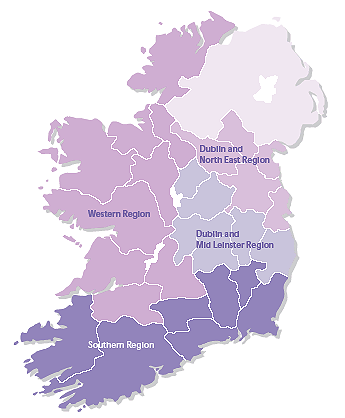 Dublin and
North East Region
Western Region
Dublin and
Mid Leinster Region
Southern Region